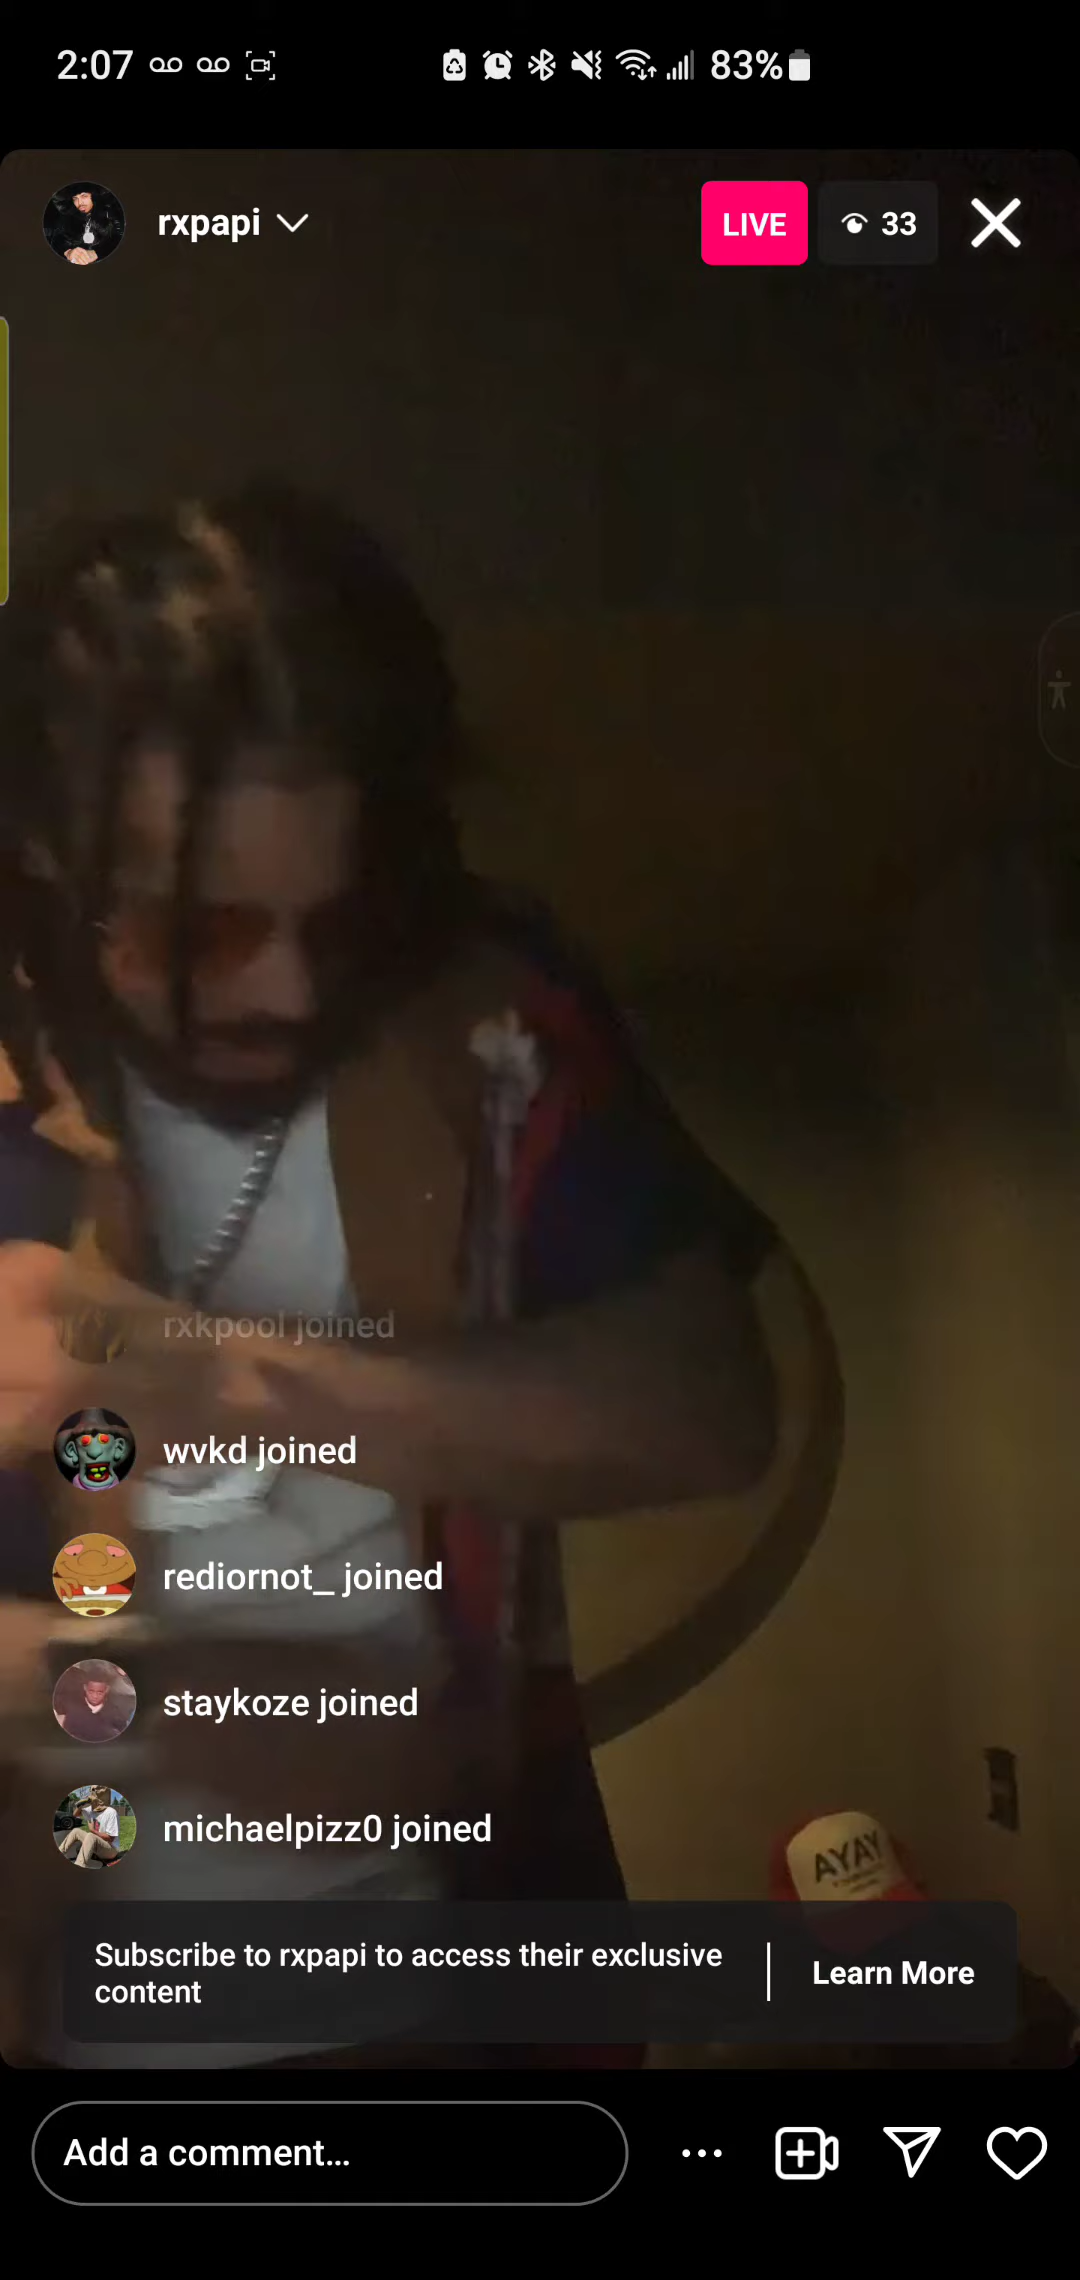 2:07
83%
rxpapi
LIVE
33
rxkpool joined
wvkd joined
rediornot_ joined
staykoze joined
michaelpizz0 joined
AYAY
Subscribe to rxpapi to access their exclusive
content
Learn More
Add a comment...